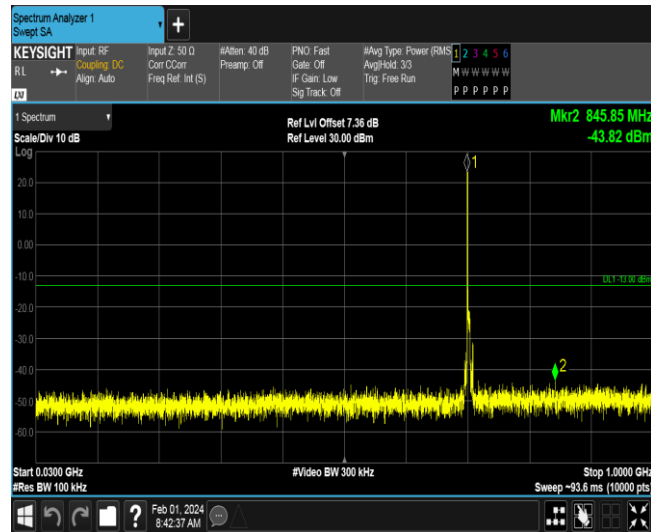 Spectrum Analyzer 1
Swept SA
+
KEYSIGHT
RL
LXI
Input: RF
Coupling: DC
Align: Auto
Input Z: 50 Ω
Corr CCorr
Freq Ref: Int (S)
#Atten: 40 dB
Preamp: Off
PNO: Fast
Gate: Off
IF Gain: Low
Sig Track: Off
#Avg Type: Power (RMS
Avg|Hold: 3/3
Trig: Free Run
1 2 3 4 5 6
M W W W W W
P P P P P P
1 Spectrum
Scale/Div 10 dB
Log
Ref Lvl Offset 7.36 dB
Ref Level 30.00 dBm
Mkr2 845.85 MHz
-43.82 dBm
1
20.0
10.0
0.00
-10.0
DL1 -13.00 dBm
-20.0
-30.0
-40.0
2
-50.0
-60.0
Start 0.0300 GHz
#Res BW 100 kHz
#Video BW 300 kHz
Stop 1.0000 GHz
Sweep ~93.6 ms (10000 pts
?
Feb 01, 2024
8:42:37 AM